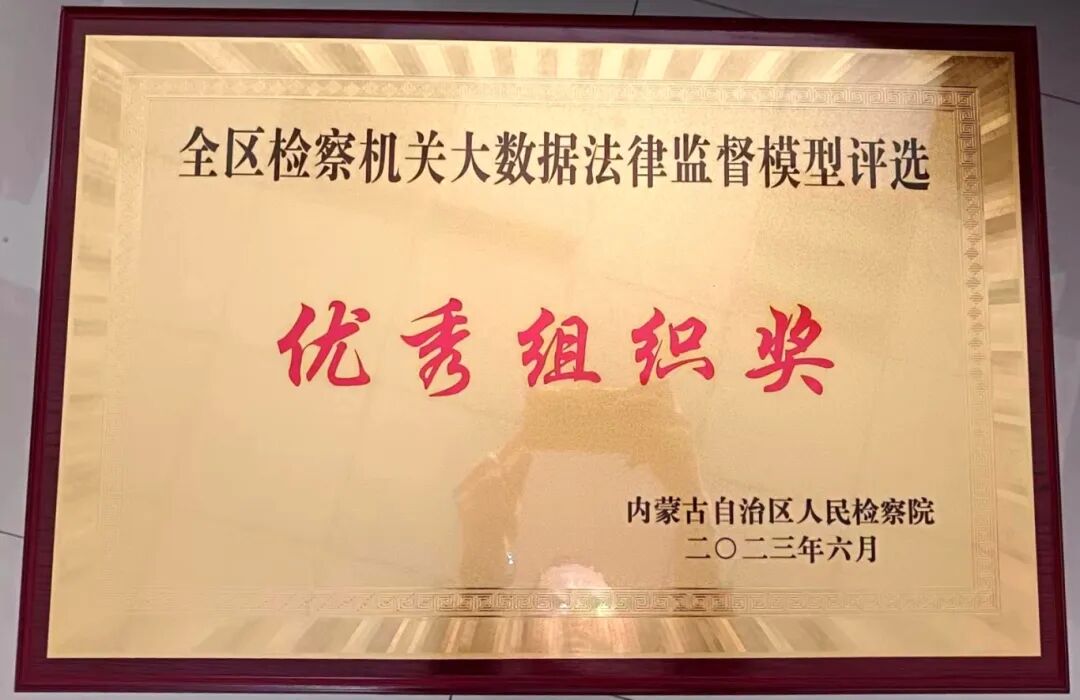 全区检察机关大数据法律监督模型评选
优秀组织奖
内蒙古自治区人民检察院
二〇二三年六月